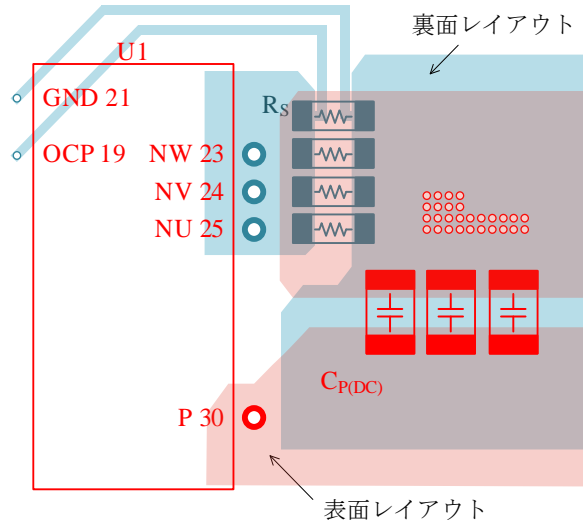 裏面レイアウト
U1
GND 21
RS
OCP 19
NW 23
NV 24
NU 25
CP(DC)
P 30
表面レイアウト